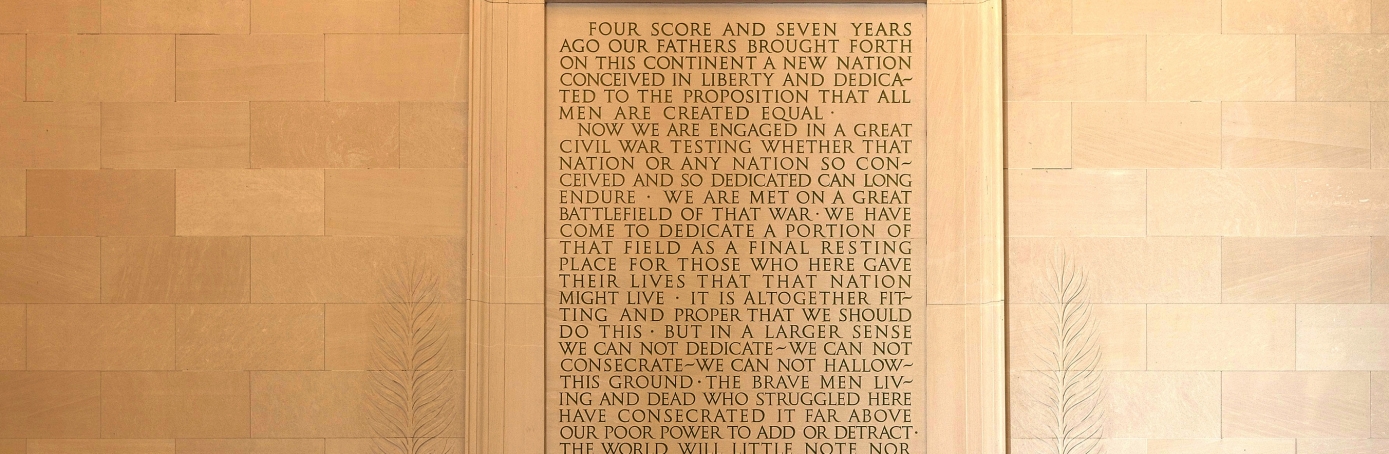 FOUR SCORE AND SEVEN YEARS
AGO OUR FATHERS BROUGHT FORTH
ON THIS CONTINENT A NEW NATION
CONCEIVED IN LIBERTY AND DEDICA~
TED TO THE PROPOSITION THAT ALL
MEN ARE CREATED EQUAL ·
NOW WE ARE ENGAGED IN A GREAT
CIVIL WAR TESTING WHETHER THAT
NATION OR ANY NATION SO CON~
CEIVED AND SO DEDICATED CAN LONG
ENDURE · WE ARE MET ON A GREAT
BATTLEFIELD OF THAT WAR · WE HAVE
COME TO DEDICATE A PORTION OF
THAT FIELD AS A FINAL RESTING
PLACE FOR THOSE WHO HERE GAVE
THEIR LIVES THAT THAT NATION
MIGHT LIVE · IT IS ALTOGETHER FIT~
TING AND PROPER THAT WE SHOULD
DO THIS · BUT IN A LARGER SENSE
WE CAN NOT DEDICATE~WE CAN NOT
CONSECRATE~WE CAN NOT HALLOW~
THIS GROUND · THE BRAVE MEN LIV~
ING AND DEAD WHO STRUGGLED HERE
HAVE CONSECRATED IT FAR ABOVE
OUR POOR POWER TO ADD OR DETRACT ·
THE WORLD WILL LITTLE NOTE NOR